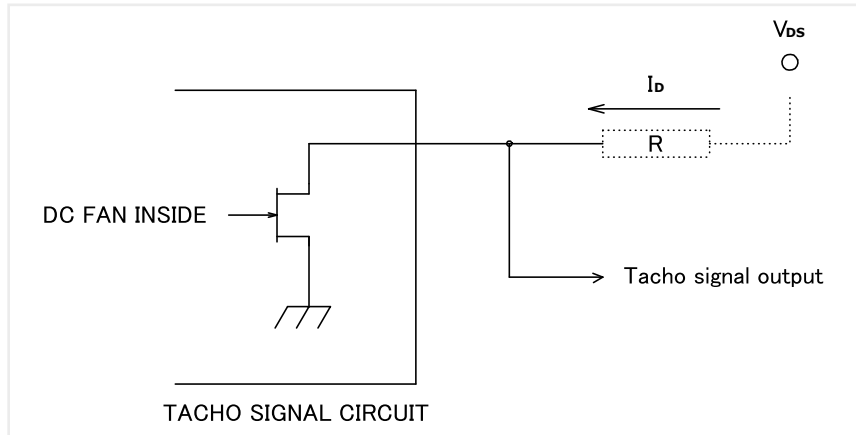 VDS
ID
R
DC FAN INSIDE
Tacho signal output
TACHO SIGNAL CIRCUIT